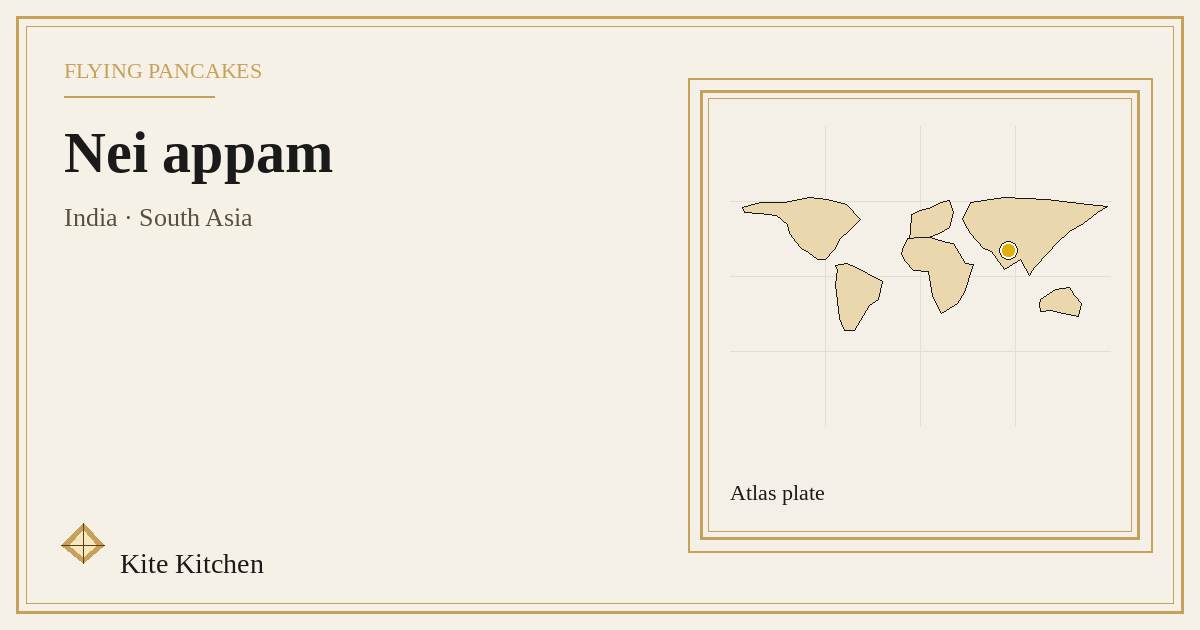 FLYING PANCAKES
Nei appam
India · South Asia
Atlas plate
Kite Kitchen